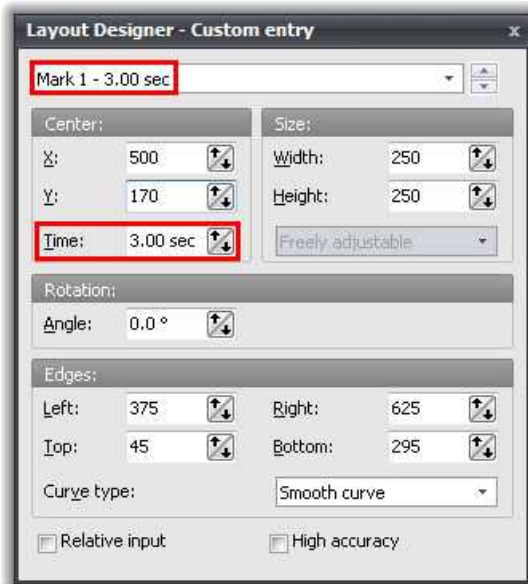 Layout Designer - Custom entry x
Mark 1 - 3.00 sec
Center: Size:
X: 500 Width: 250
Y: 170 Height: 250
Time: 3.00 sec Freely adjustable
Rotation:
Angle: 0.0 °
Edges:
Left: 375 Right: 625
Top: 45 Bottom: 295
Curve type: Smooth curve
Relative input High accuracy